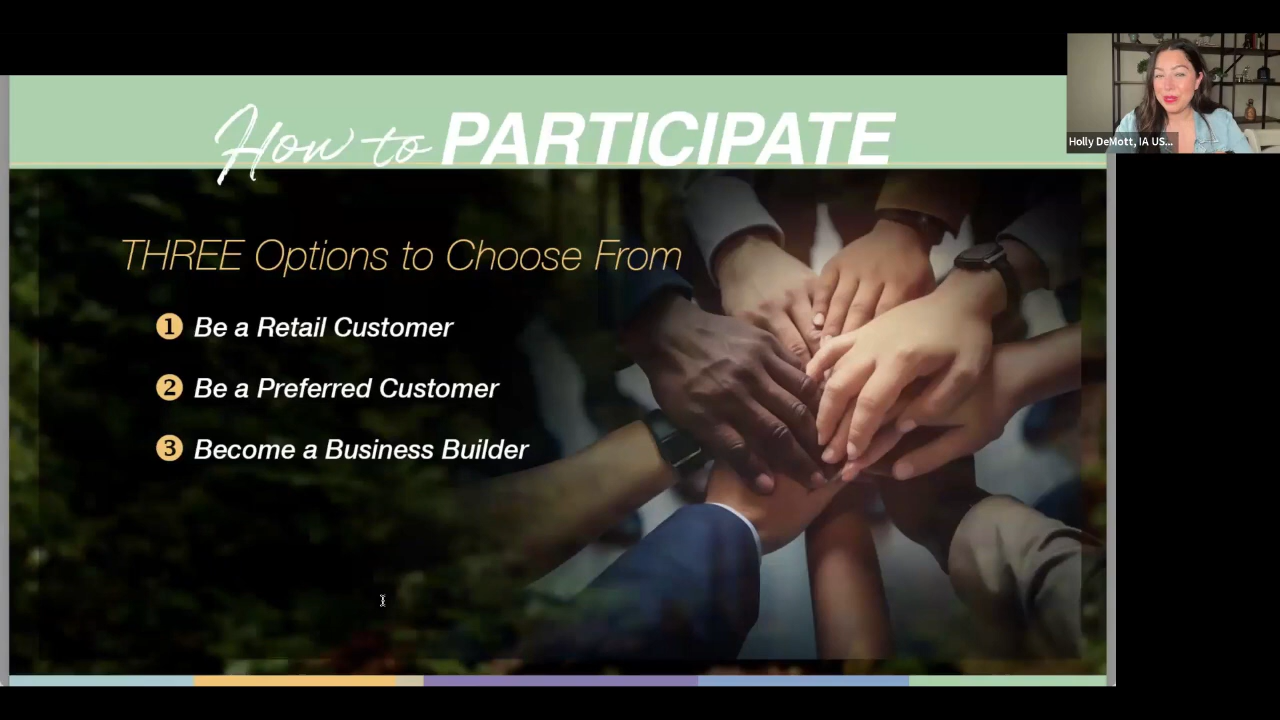 How to PARTICIPATE
Holly DeMott, IA US...
THREE Options to Choose From
1 Be a Retail Customer
2 Be a Preferred Customer
3 Become a Business Builder